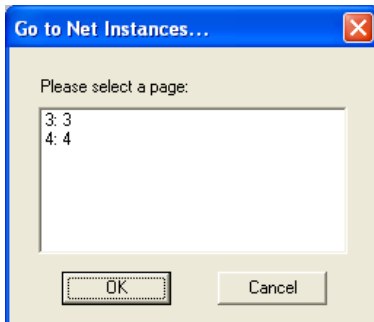 Go to Net Instances...
Please select a page:
3: 3
4: 4
OK Cancel